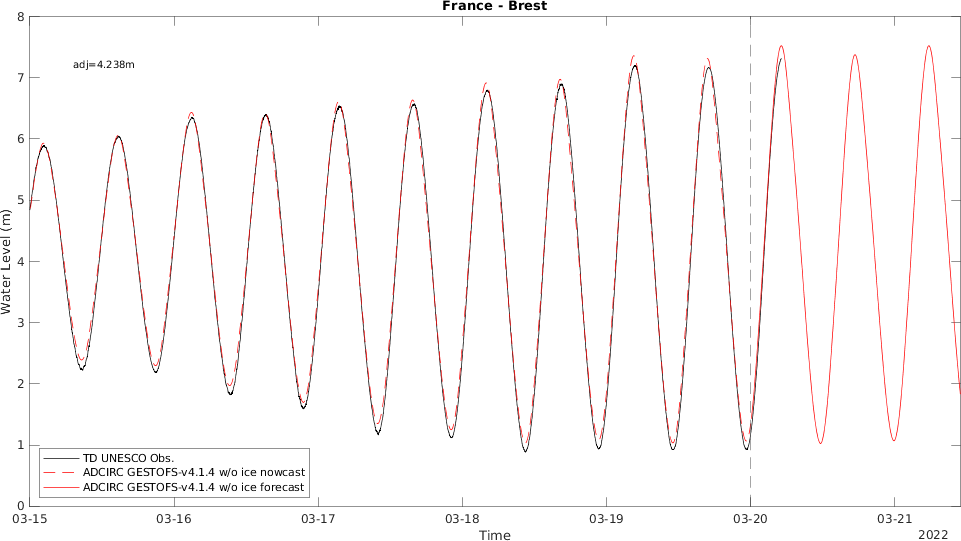 France - Brest
adj=4.238m
8
7
6
5
4
3
2
1
0
Water Level (m)
TD UNESCO Obs.
ADCIRC GESTOFS-v4.1.4 w/o ice nowcast
ADCIRC GESTOFS-v4.1.4 w/o ice forecast
03-15 03-16 03-17 03-18 03-19 03-20 03-21
Time
2022